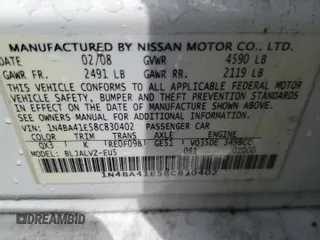 MANUFACTURED BY NISSAN MOTOR CO., LTD.
02/08 GVWR 4590 LB
GAWR FR. 2491 LB GAWR RR. 2119 LB
THIS VEHICLE CONFORMS TO ALL APPLICABLE FEDERAL MOTOR
VEHICLE SAFETY, BUMPER AND THEFT PREVENTION STANDARDS
IN EFFECT ON THE DATE OF MANUFACTURE SHOWN ABOVE.
SEE OWNERS MANUAL FOR ADDITIONAL INFORMATION
VIN: 1N4BA41E58C830402 PASSENGER CAR
COLOR TRIM TRANS AXLE ENGINE
QX3 K RE0F09B GE51 VQ35DE 3498CC
MODEL: BLJALVZ-EUS
1N4BA41E58C830402
DREAMBID